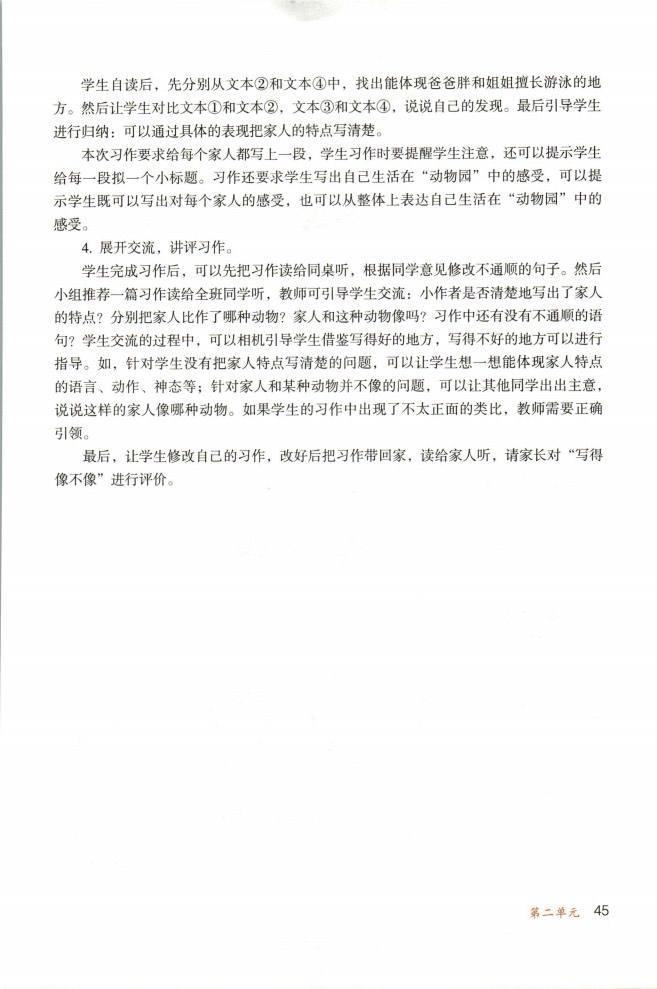 学生自读后，先分别从文本②和文本④中，找出能体现爸爸胖和姐姐擅长游泳的地
方。然后让学生对比文本①和文本②，文本③和文本④，说说自己的发现。最后引导学生
进行归纳：可以通过具体的表现把家人的特点写清楚。
本次习作要求给每个家人都写上一段，学生习作时要提醒学生注意，还可以提示学生
给每一段拟一个小标题。习作还要求学生写出自己生活在“动物园”中的感受，可以提
示学生既可以写出对每个家人的感受，也可以从整体上表达自己生活在“动物园”中的
感受。
4. 展开交流，讲评习作。
学生完成习作后，可以先把习作读给同桌听，根据同学意见修改不通顺的句子。然后
小组推荐一篇习作读给全班同学听，教师可引导学生交流：小作者是否清楚地写出了家人
的特点？分别把家人比作了哪种动物？家人和这种动物像吗？习作中还有没有不通顺的语
句？学生交流的过程中，可以相机引导学生借鉴写得好的地方，写得不好的地方可以进行
指导。如，针对学生没有把家人特点写清楚的问题，可以让学生想一想能体现家人特点
的语言、动作、神态等；针对家人和某种动物并不像的问题，可以让其他同学出出主意，
说说这样的家人像哪种动物。如果学生的习作中出现了不太正面的类比，教师需要正确
引领。
最后，让学生修改自己的习作，改好后把习作带回家，读给家人听，请家长对“写得
像不像”进行评价。
第二单元 45